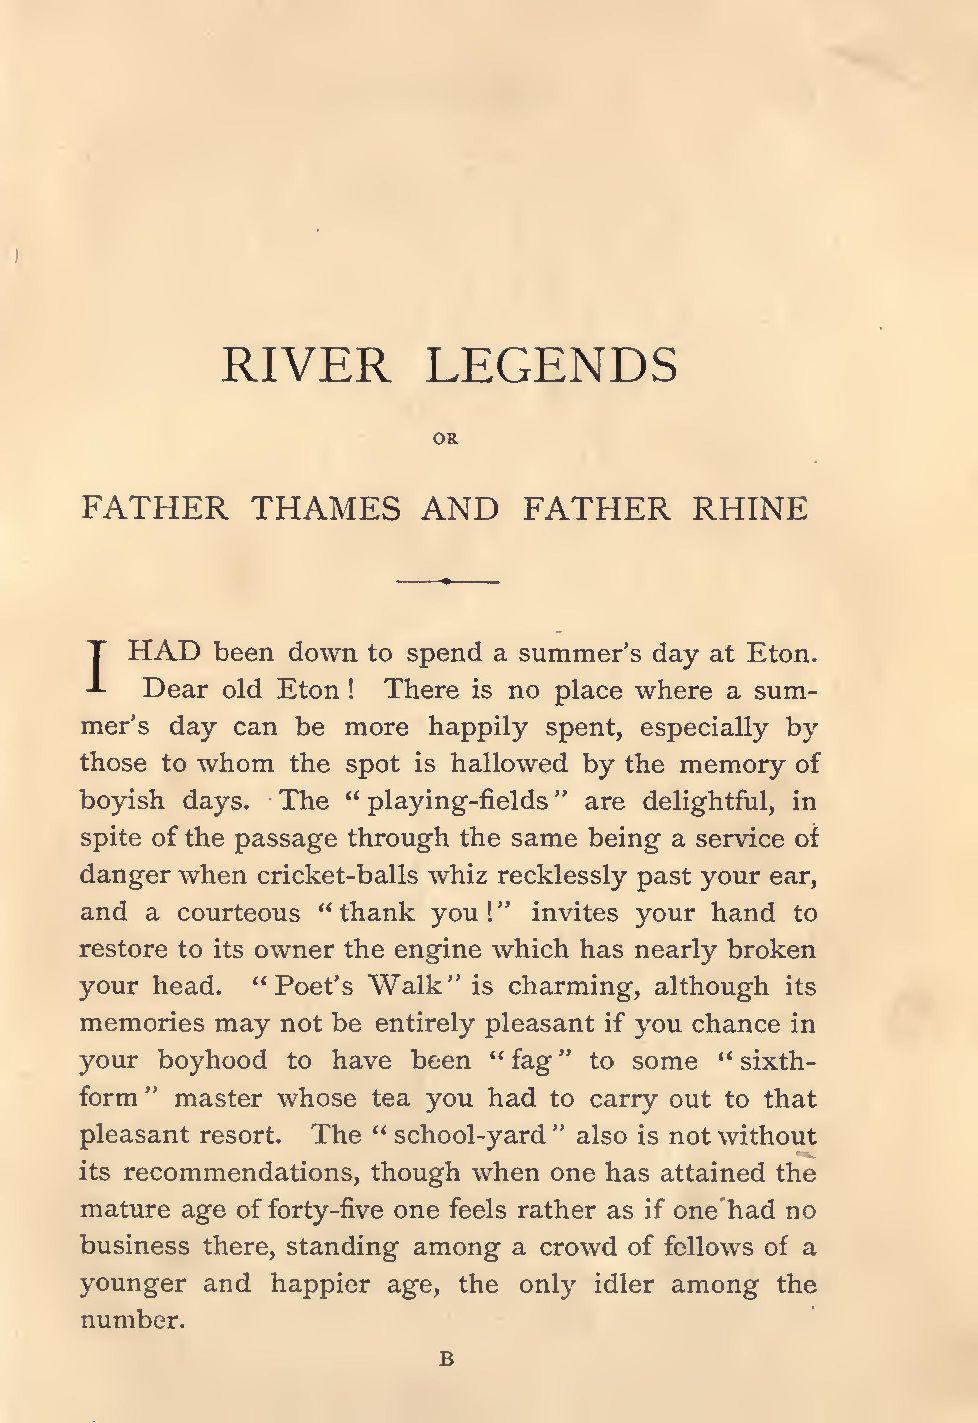 RIVER LEGENDS
OR
FATHER THAMES AND FATHER RHINE
I HAD been down to spend a summer's day at Eton.
Dear old Eton! There is no place where a sum-
mer's day can be more happily spent, especially by
those to whom the spot is hallowed by the memory of
boyish days. The "playing-fields" are delightful, in
spite of the passage through the same being a service of
danger when cricket-balls whiz recklessly past your ear,
and a courteous "thank you!" invites your hand to
restore to its owner the engine which has nearly broken
your head. "Poet's Walk" is charming, although its
memories may not be entirely pleasant if you chance in
your boyhood to have been "fag" to some "sixth-
form" master whose tea you had to carry out to that
pleasant resort. The "school-yard" also is not without
its recommendations, though when one has attained the
mature age of forty-five one feels rather as if one had no
business there, standing among a crowd of fellows of a
younger and happier age, the only idler among the
number.
B